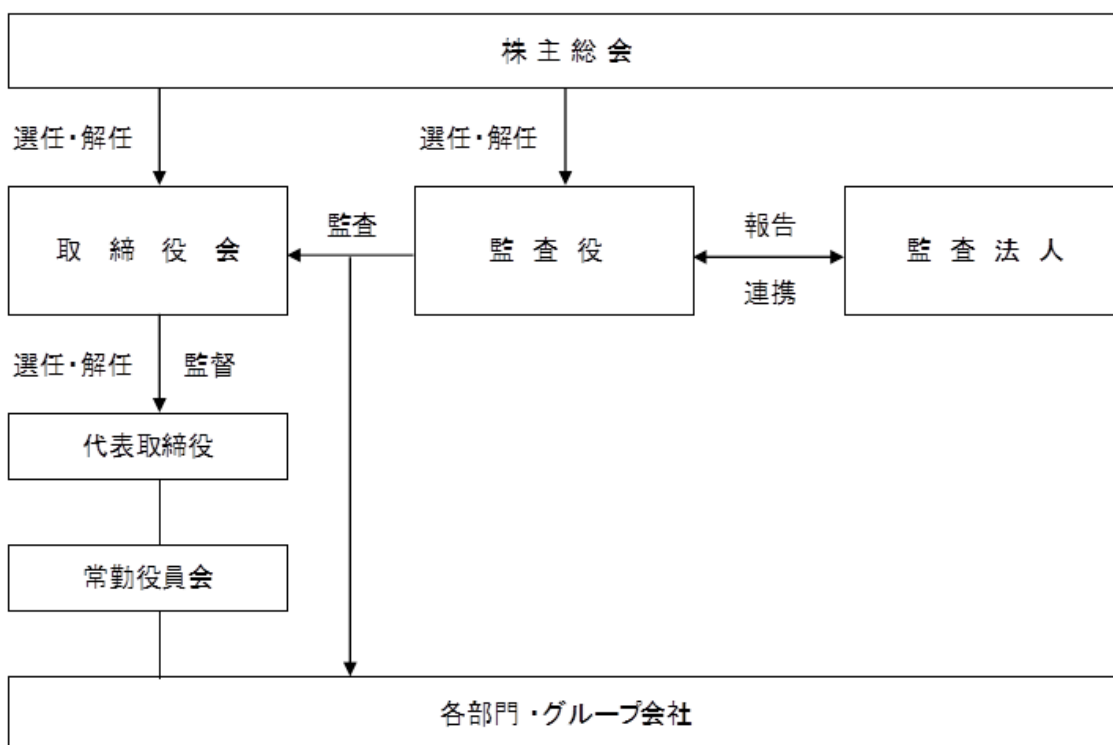 株主総会
選任・解任
選任・解任
取締役会
監査
監査役
報告
連携
監査法人
選任・解任
監督
代表取締役
常勤役員会
各部門・グループ会社